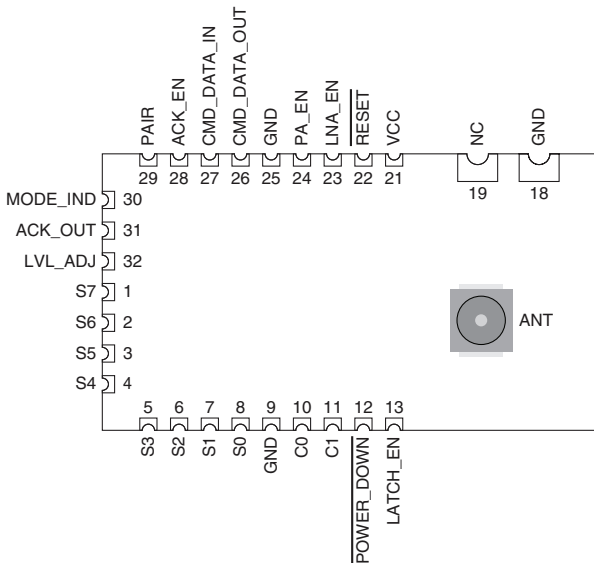 PAIR
ACK_EN
CMD_DATA_IN
CMD_DATA_OUT
GND
PA_EN
LNA_EN
RESET
VCC
NC
GND
29 28 27 26 25 24 23 22 21 19 18
MODE_IND 30
ACK_OUT 31
LVL_ADJ 32
S7 1
S6 2
S5 3
S4 4
ANT
5 6 7 8 9 10 11 12 13
S3
S2
S1
S0
GND
C0
C1
POWER_DOWN
LATCH_EN